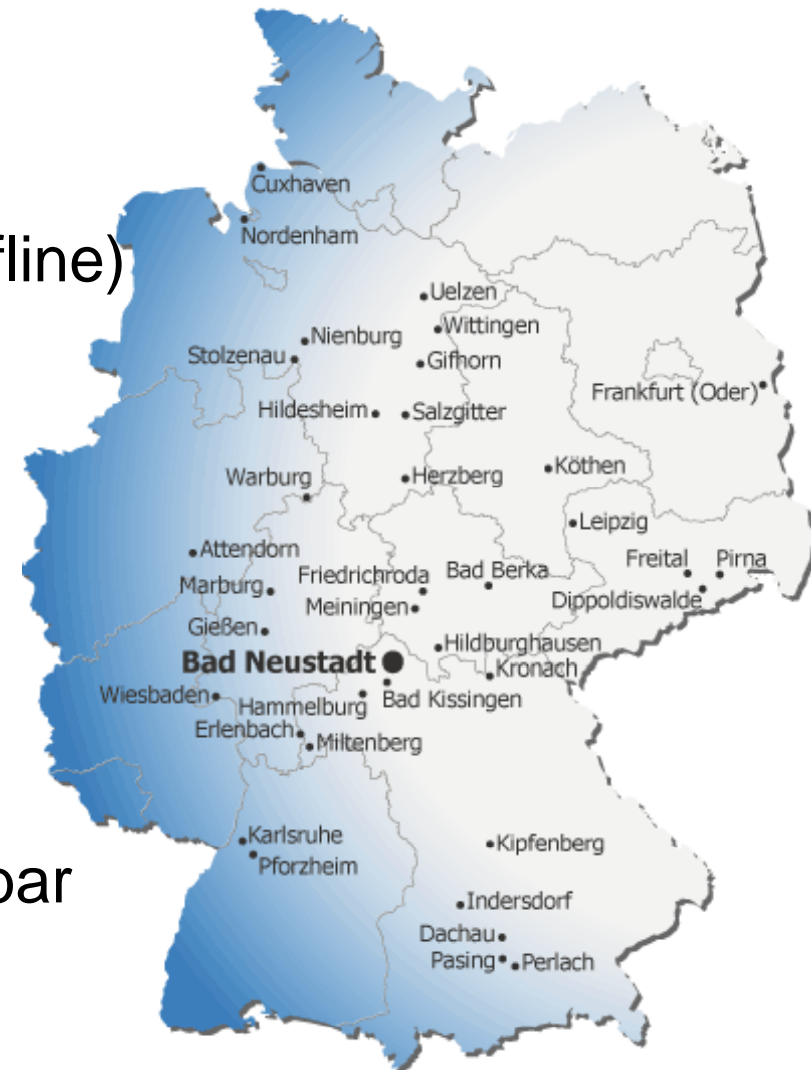 Cuxhaven
Nordenham
fline)
Uelzen
Wittingen
Nienburg
Stolzenau
Gifhorn
Frankfurt (Oder)
Hildesheim
Salzgitter
Warburg
Herzberg
Köthen
Leipzig
Attendorn
Friedrichroda
Bad Berka
Freital
Pirna
Marburg
Meiningen
Dippoldiswalde
Gießen
Hildburghausen
Bad Neustadt
Kronach
Wiesbaden
Hammelburg
Bad Kissingen
Erlenbach
Miltenberg
Karlsruhe
Pforzheim
Kipfenberg
bar
Indersdorf
Dachau
Pasing
Perlach